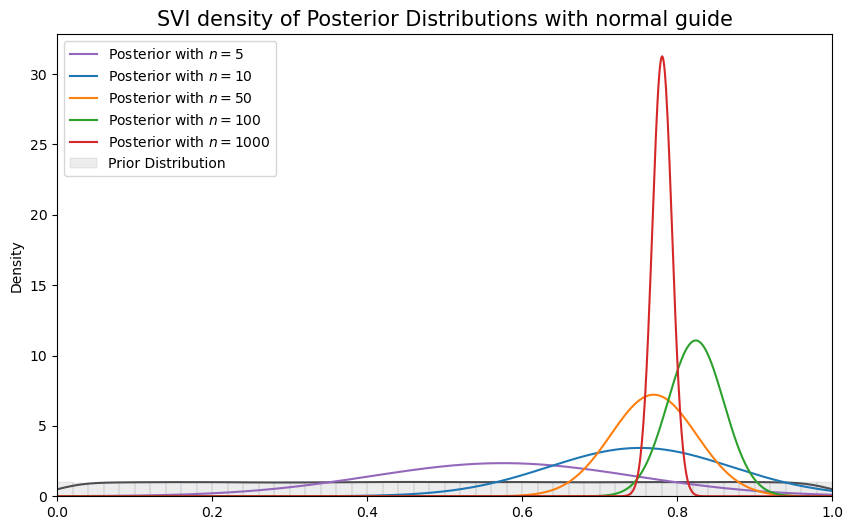 SVI density of Posterior Distributions with normal guide
Posterior with n = 5
Posterior with n = 10
Posterior with n = 50
Posterior with n = 100
Posterior with n = 1000
Prior Distribution
Density
30
25
20
15
10
5
0
0.0 0.2 0.4 0.6 0.8 1.0